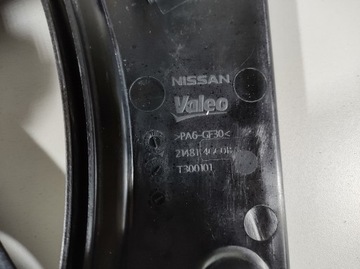 NISSAN
Valeo
>PA6-GF30<
T300101